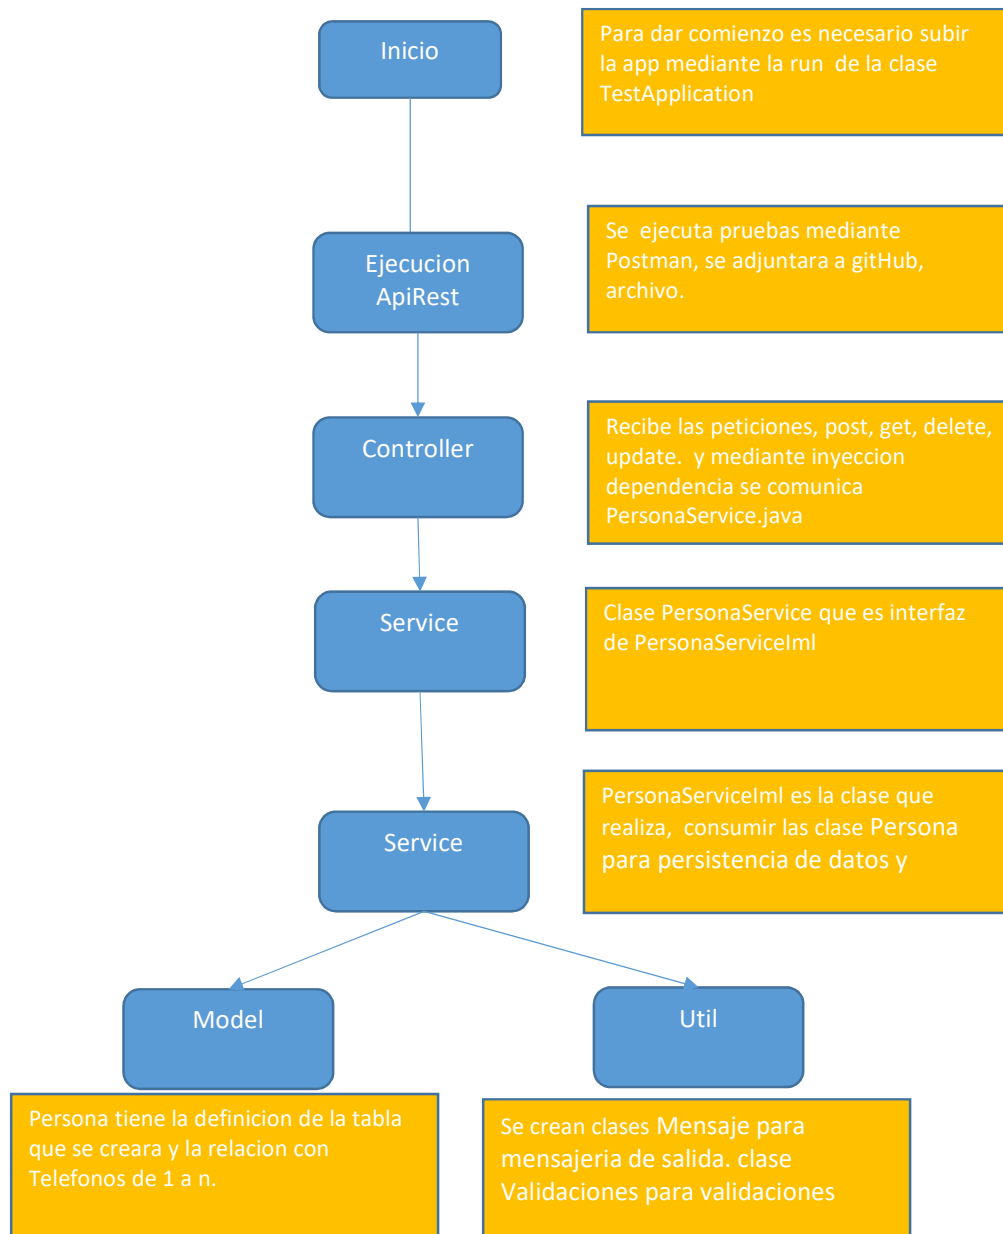 Inicio
Para dar comienzo es necesario subir
la app mediante la run de la clase
TestApplication
Ejecucion
ApiRest
Se ejecuta pruebas mediante
Postman, se adjuntara a gitHub,
archivo.
Controller
Recibe las peticiones, post, get, delete,
update. y mediante inyeccion
dependencia se comunica
PersonaService.java
Service
Clase PersonaService que es interfaz
de PersonaServiceIml
Service
PersonaServiceIml es la clase que
realiza, consumir las clase Persona
para persistencia de datos y
Model
Util
Persona tiene la definicion de la tabla
que se creara y la relacion con
Telefonos de 1 a n.
Se crean clases Mensaje para
mensajeria de salida. clase
Validaciones para validaciones